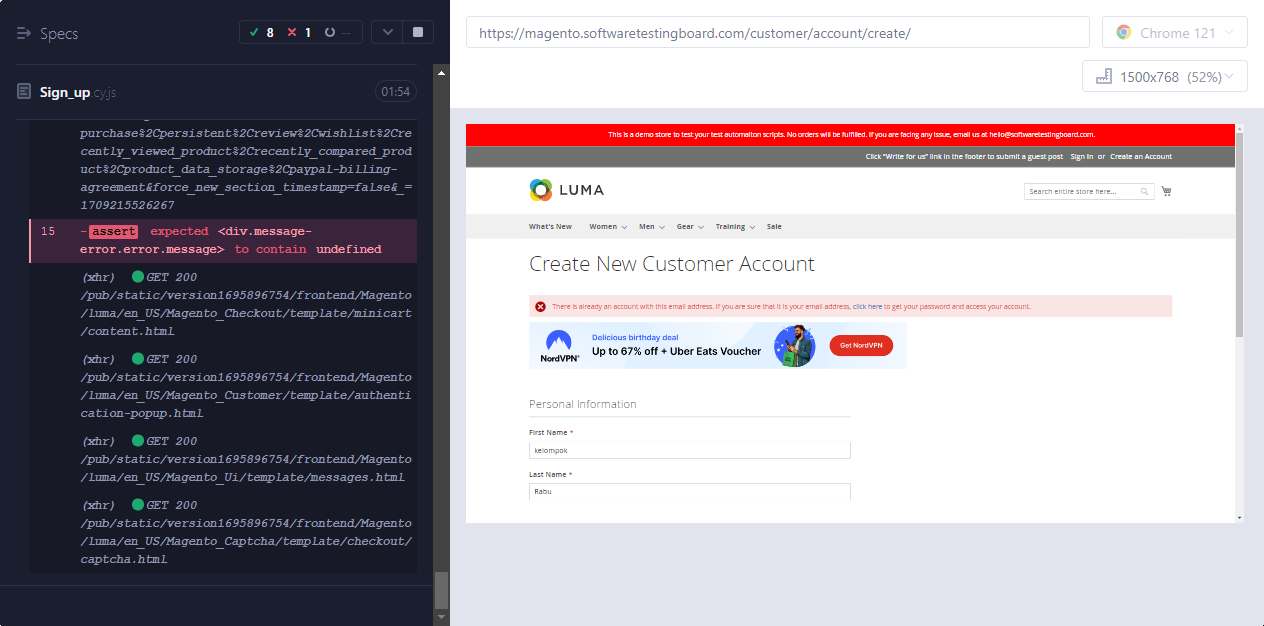 Specs
8
1
--
Sign_up.cy.js
01:54
purchase%2Cpersistent%2Creview%2Cwishlist%2Cre
cently_viewed_product%2Crecently_compared_prod
uct%2Cproduct_data_storage%2Cpaypal-billing-
agreement&force_new_section_timestamp=false&_=
1709215526267
15 -assert expected <div.message-
error.error.message> to contain undefined
(xhr) GET 200
/pub/static/version1695896754/frontend/Magento
/luma/en_US/Magento_Checkout/template/minicart
/content.html
(xhr) GET 200
/pub/static/version1695896754/frontend/Magento
/luma/en_US/Magento_Customer/template/authenti
cation-popup.html
(xhr) GET 200
/pub/static/version1695896754/frontend/Magento
/luma/en_US/Magento_Ui/template/messages.html
(xhr) GET 200
/pub/static/version1695896754/frontend/Magento
/luma/en_US/Magento_Captcha/template/checkout/
captcha.html
https://magento.softwaretestingboard.com/customer/account/create/
Chrome 121
1500x768 (52%)
This is a demo store to test your test automaiton scripts. No orders will be fulfilled. If you are facing any issue, email us at hello@softwaretestingboard.com.
Click "Write for us" link in the footer to submit a guest post Sign In or Create an Account
LUMA
Search entire store here...
What's New Women Men Gear Training Sale
Create New Customer Account
There is already an account with this email address. If you are sure that it is your email address, click here to get your password and access your account.
NordVPN®
Delicious birthday deal
Up to 67% off + Uber Eats Voucher
Get NordVPN
Personal Information
First Name *
kelompok
Last Name *
Rabu